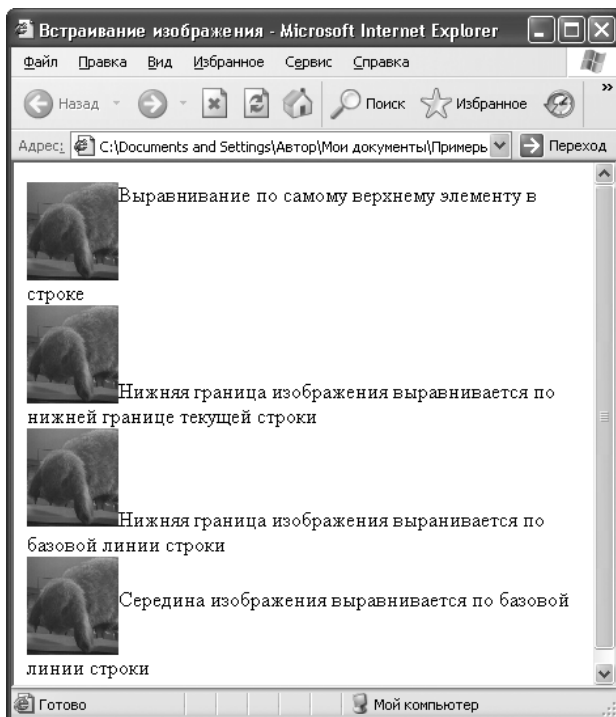 Встраивание изображения - Microsoft Internet Explorer
Файл Правка Вид Избранное Сервис Справка
Назад Поиск Избранное »
Адрес: C:\Documents and Settings\Автор\Мои документы\Примеры Переход
Выравнивание по самому верхнему элементу в
строке
Нижняя граница изображения выравнивается по
нижней границе текущей строки
Нижняя граница изображения выранивается по
базовой линии строки
Середина изображения выравнивается по базовой
линии строки
Готово Мой компьютер